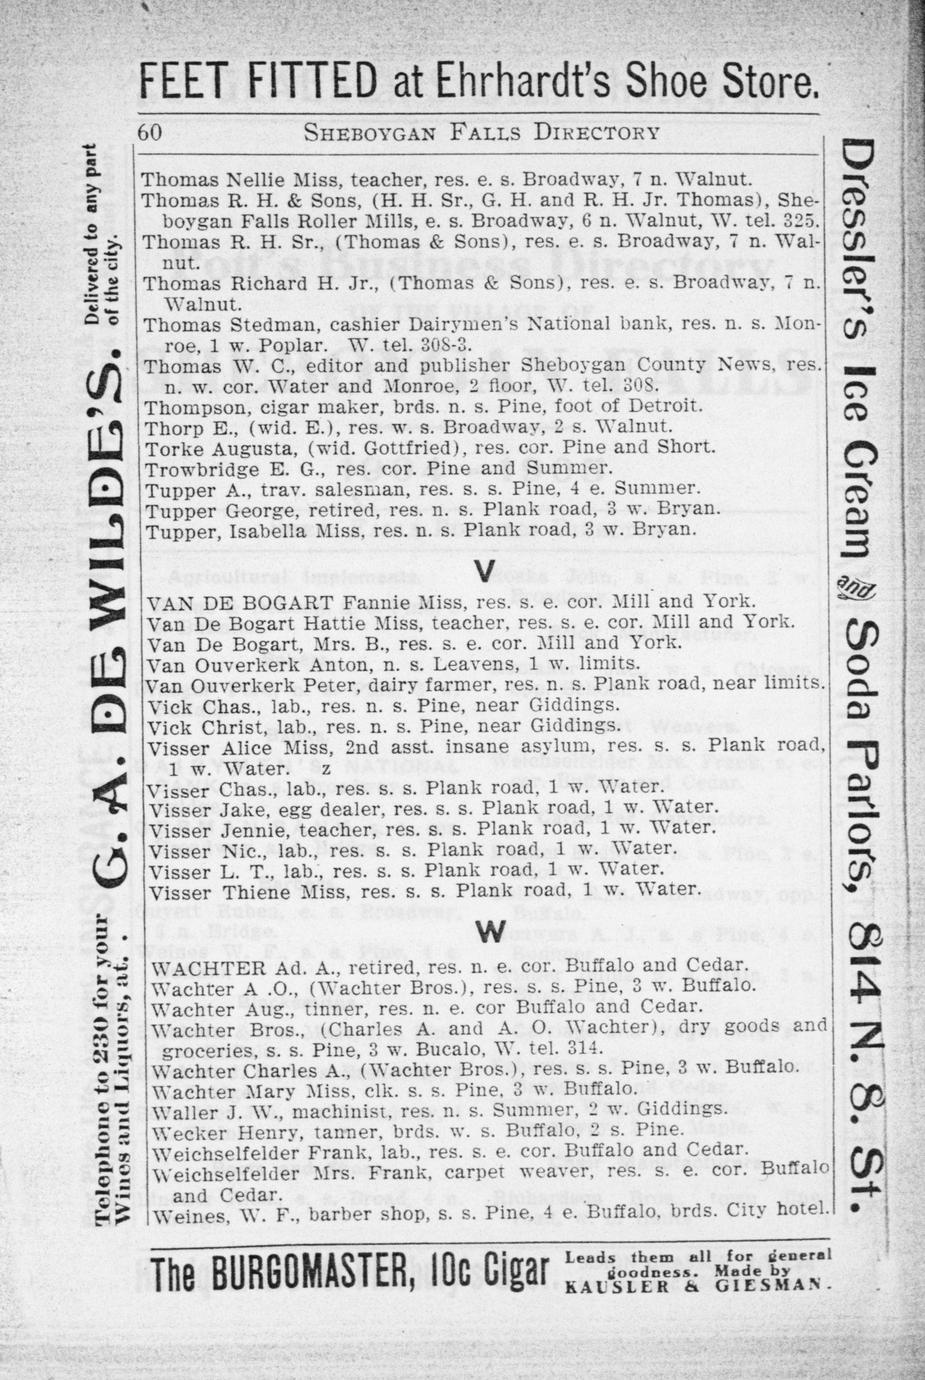 FEET FITTED at Ehrhardt's Shoe Store.
60 SHEBOYGAN FALLS DIRECTORY
Thomas Nellie Miss, teacher, res. e. s. Broadway, 7 n. Walnut.
Thomas R. H. & Sons, (H. H. Sr., G. H. and R. H. Jr. Thomas), She-
boygan Falls Roller Mills, e. s. Broadway, 6 n. Walnut, W. tel. 325.
Thomas R. H. Sr., (Thomas & Sons), res. e. s. Broadway, 7 n. Wal-
nut.
Thomas Richard H. Jr., (Thomas & Sons), res. e. s. Broadway, 7 n.
Walnut.
Thomas Stedman, cashier Dairymen's National bank, res. n. s. Mon-
roe, 1 w. Poplar. W. tel. 308-3.
Thomas W. C., editor and publisher Sheboygan County News, res.
n. w. cor. Water and Monroe, 2 floor, W. tel. 308.
Thompson, cigar maker, brds. n. s. Pine, foot of Detroit.
Thorp E., (wid. E.), res. w. s. Broadway, 2 s. Walnut.
Torke Augusta, (wid. Gottfried), res. cor. Pine and Short.
Trowbridge E. G., res. cor. Pine and Summer.
Tupper A., trav. salesman, res. s. s. Pine, 4 e. Summer.
Tupper George, retired, res. n. s. Plank road, 3 w. Bryan.
Tupper, Isabella Miss, res. n. s. Plank road, 3 w. Bryan.
V
VAN DE BOGART Fannie Miss, res. s. e. cor. Mill and York.
Van De Bogart Hattie Miss, teacher, res. s. e. cor. Mill and York.
Van De Bogart, Mrs. B., res. s. e. cor. Mill and York.
Van Ouverkerk Anton, n. s. Leavens, 1 w. limits.
Van Ouverkerk Peter, dairy farmer, res. n. s. Plank road, near limits.
Vick Chas., lab., res. n. s. Pine, near Giddings.
Vick Christ, lab., res. n. s. Pine, near Giddings.
Visser Alice Miss, 2nd asst. insane asylum, res. s. s. Plank road,
1 w. Water. z
Visser Chas., lab., res. s. s. Plank road, 1 w. Water.
Visser Jake, egg dealer, res. s. s. Plank road, 1 w. Water.
Visser Jennie, teacher, res. s. s. Plank road, 1 w. Water.
Visser Nic., lab., res. s. s. Plank road, 1 w. Water.
Visser L. T., lab., res. s. s. Plank road, 1 w. Water.
Visser Thiene Miss, res. s. s. Plank road, 1 w. Water.
W
WACHTER Ad. A., retired, res. n. e. cor. Buffalo and Cedar.
Wachter A .O., (Wachter Bros.), res. s. s. Pine, 3 w. Buffalo.
Wachter Aug., tinner, res. n. e. cor Buffalo and Cedar.
Wachter Bros., (Charles A. and A. O. Wachter), dry goods and
groceries, s. s. Pine, 3 w. Bucalo, W. tel. 314.
Wachter Charles A., (Wachter Bros.), res. s. s. Pine, 3 w. Buffalo.
Wachter Mary Miss, clk. s. s. Pine, 3 w. Buffalo.
Waller J. W., machinist, res. n. s. Summer, 2 w. Giddings.
Wecker Henry, tanner, brds. w. s. Buffalo, 2 s. Pine.
Weichselfelder Frank, lab., res. s. e. cor. Buffalo and Cedar.
Weichselfelder Mrs. Frank, carpet weaver, res. s. e. cor. Buffalo
and Cedar.
Weines, W. F., barber shop, s. s. Pine, 4 e. Buffalo, brds. City hotel.
The BURGOMASTER, 10c Cigar
Leads them all for general
goodness. Made by
KAUSLER & GIESMAN.
Telephone to 230 for your
Wines and Liquors, at. .
G. A. DE WILDE'S.
Delivered to any part
of the city.
Dressler's Ice Cream and Soda Parlors, 814 N. 8. St.